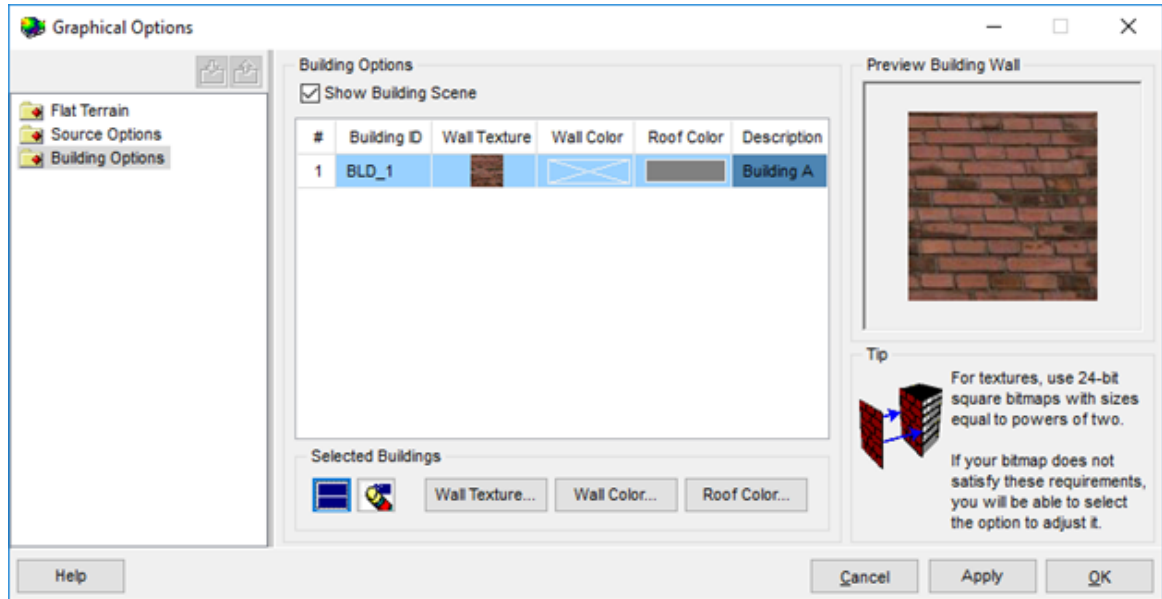 Graphical Options
Flat Terrain
Source Options
Building Options
Building Options
Show Building Scene
# Building ID Wall Texture Wall Color Roof Color Description
1 BLD_1 Building A
Selected Buildings
Wall Texture... Wall Color... Roof Color...
Preview Building Wall
Tip
For textures, use 24-bit
square bitmaps with sizes
equal to powers of two.
If your bitmap does not
satisfy these requirements,
you will be able to select
the option to adjust it.
Help Cancel Apply OK